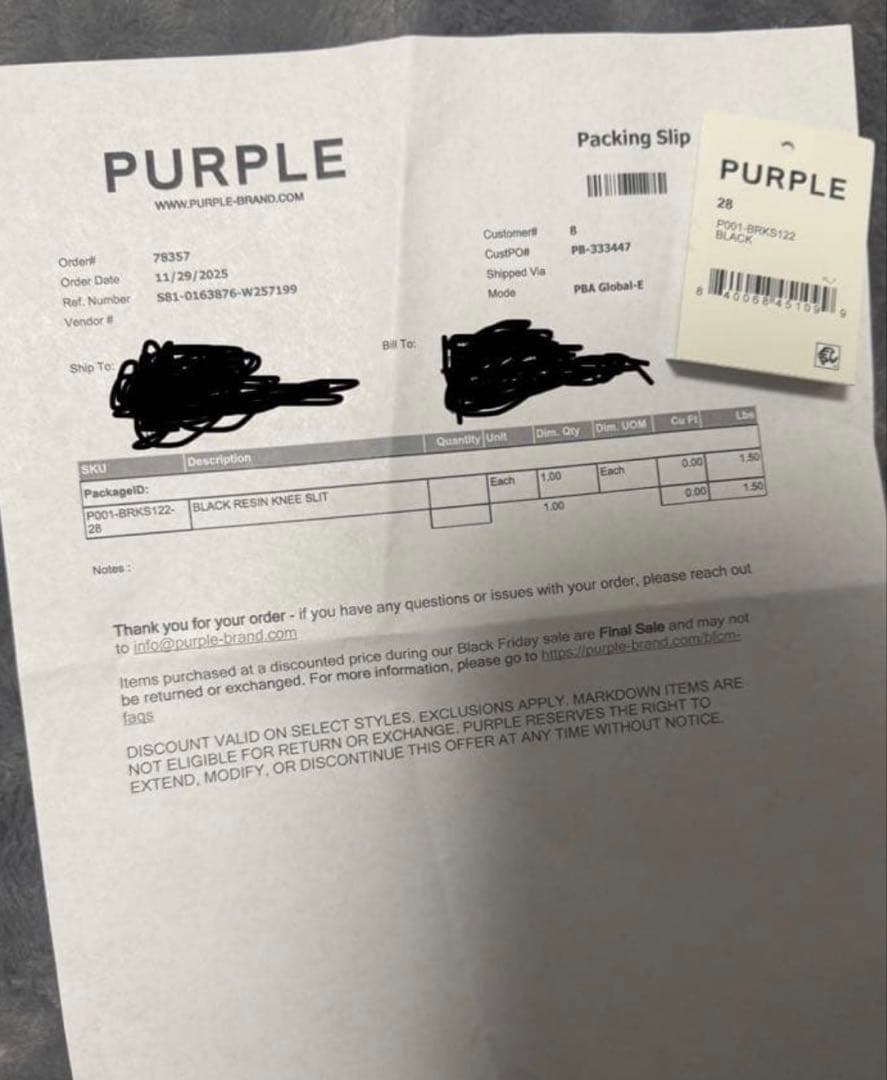 PURPLE
WWW.PURPLE-BRAND.COM
Packing Slip
Order# 78357
Order Date 11/29/2025
Ref. Number S81-0163876-W257199
Vendor #
Customer# 8
CustPO# PB-333447
Shipped Via
Mode PBA Global-E
Ship To:
Bill To:
SKU Description Quantity Unit Dim. Qty Dim. UOM Cu Ft Lbs
PackageID:
P001-BRKS122- BLACK RESIN KNEE SLIT Each 1.00 Each 0.00 1.50
28
1.00 0.00 1.50
Notes :
Thank you for your order - if you have any questions or issues with your order, please reach out
to info@purple-brand.com
Items purchased at a discounted price during our Black Friday sale are Final Sale and may not
be returned or exchanged. For more information, please go to https://purple-brand.com/bfcm-
faqs
DISCOUNT VALID ON SELECT STYLES. EXCLUSIONS APPLY. MARKDOWN ITEMS ARE
NOT ELIGIBLE FOR RETURN OR EXCHANGE. PURPLE RESERVES THE RIGHT TO
EXTEND, MODIFY, OR DISCONTINUE THIS OFFER AT ANY TIME WITHOUT NOTICE.
PURPLE
28
P001-BRKS122
BLACK
8 40068 45109 9